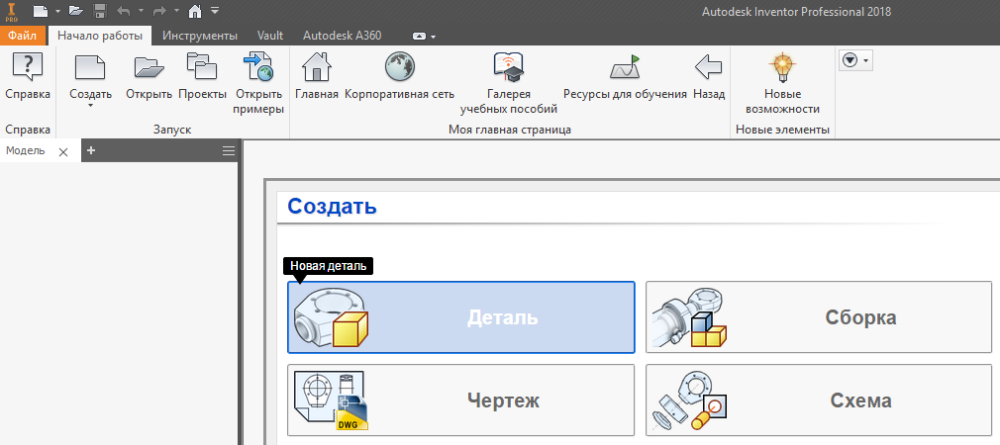 I
PRO
Autodesk Inventor Professional 2018
Файл
Начало работы
Инструменты
Vault
Autodesk A360
Справка
Создать
Открыть
Проекты
Открыть
примеры
Главная
Корпоративная сеть
Галерея
учебных пособий
Ресурсы для обучения
Назад
Новые
возможности
Справка
Запуск
Моя главная страница
Новые элементы
Модель
Создать
Новая деталь
Деталь
Сборка
Чертеж
DWG
Схема